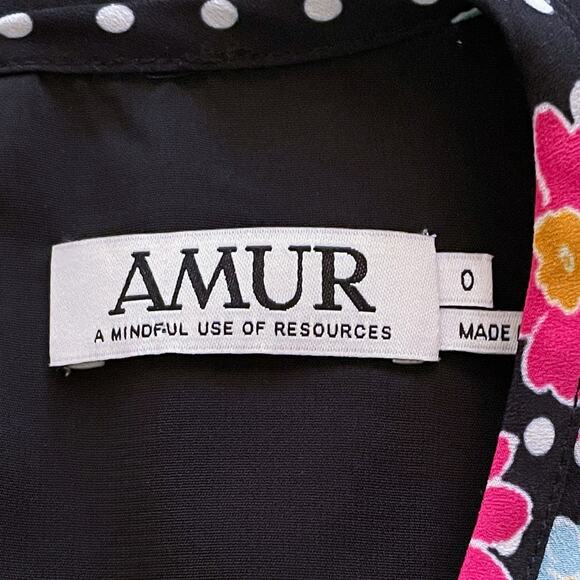 AMUR
A MINDFUL USE OF RESOURCES
0
MADE